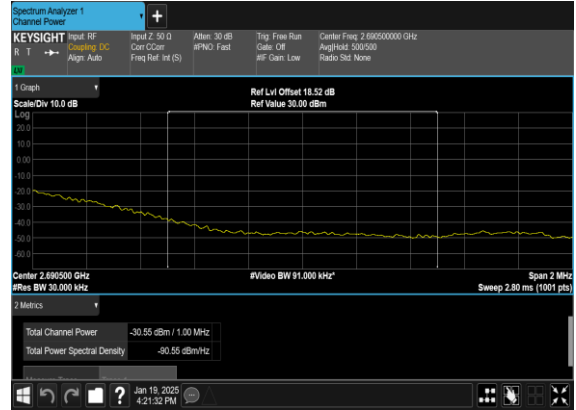 Spectrum Analyzer 1
Channel Power
+
KEYSIGHT Input: RF Input Z: 50 Ω Atten: 30 dB Trig: Free Run Center Freq: 2.690500000 GHz
R T Coupling: DC Corr CCorr #PNO: Fast Gate: Off Avg|Hold: 500/500
Align: Auto Freq Ref: Int (S) #IF Gain: Low Radio Std: None
LM
1 Graph Ref Lvl Offset 18.52 dB
Scale/Div 10.0 dB Ref Value 30.00 dBm
Log
20.0
10.0
0.00
-10.0
-20.0
-30.0
-40.0
-50.0
-60.0
Center 2.690500 GHz #Video BW 91.000 kHz* Span 2 MHz
#Res BW 30.000 kHz Sweep 2.80 ms (1001 pts)
2 Metrics
Total Channel Power -30.55 dBm / 1.00 MHz
Total Power Spectral Density -90.55 dBm/Hz
? Jan 19, 2025
4:21:32 PM